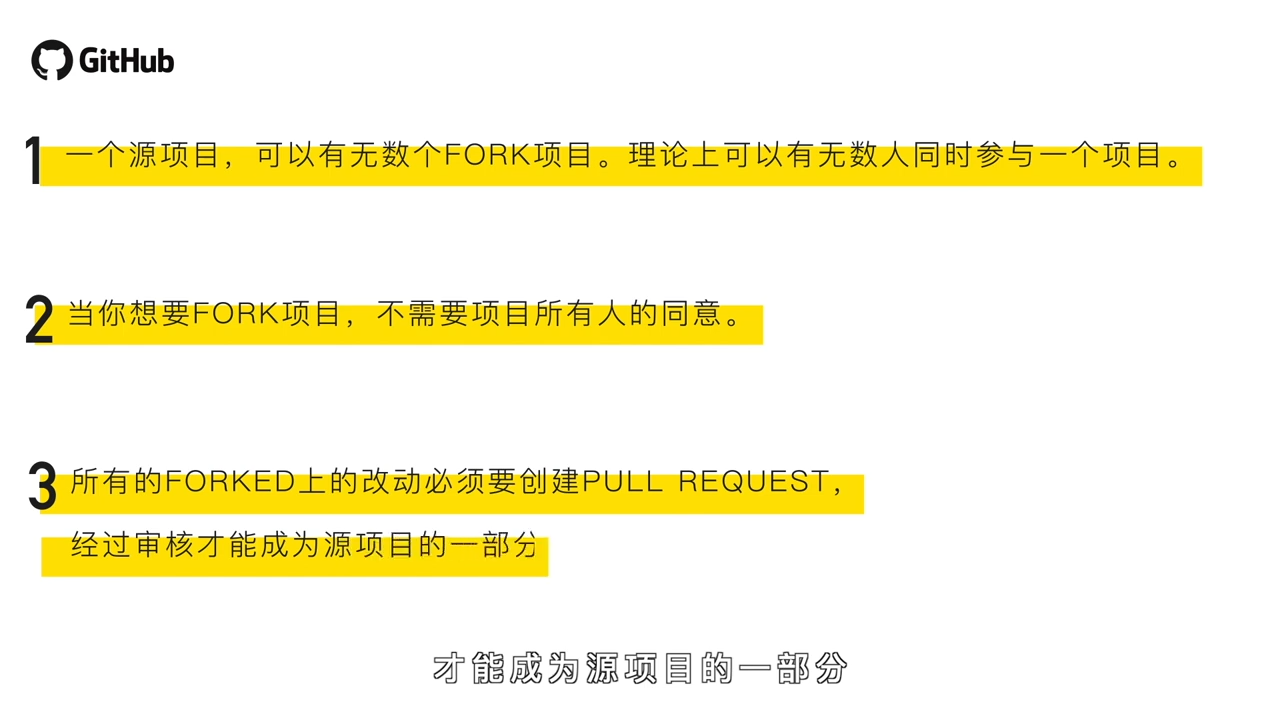 GitHub
1 一个源项目，可以有无数个FORK项目。理论上可以有无数人同时参与一个项目。
2 当你想要FORK项目，不需要项目所有人的同意。
3 所有的FORKED上的改动必须要创建PULL REQUEST，
经过审核才能成为源项目的一部分
才能成为源项目的一部分